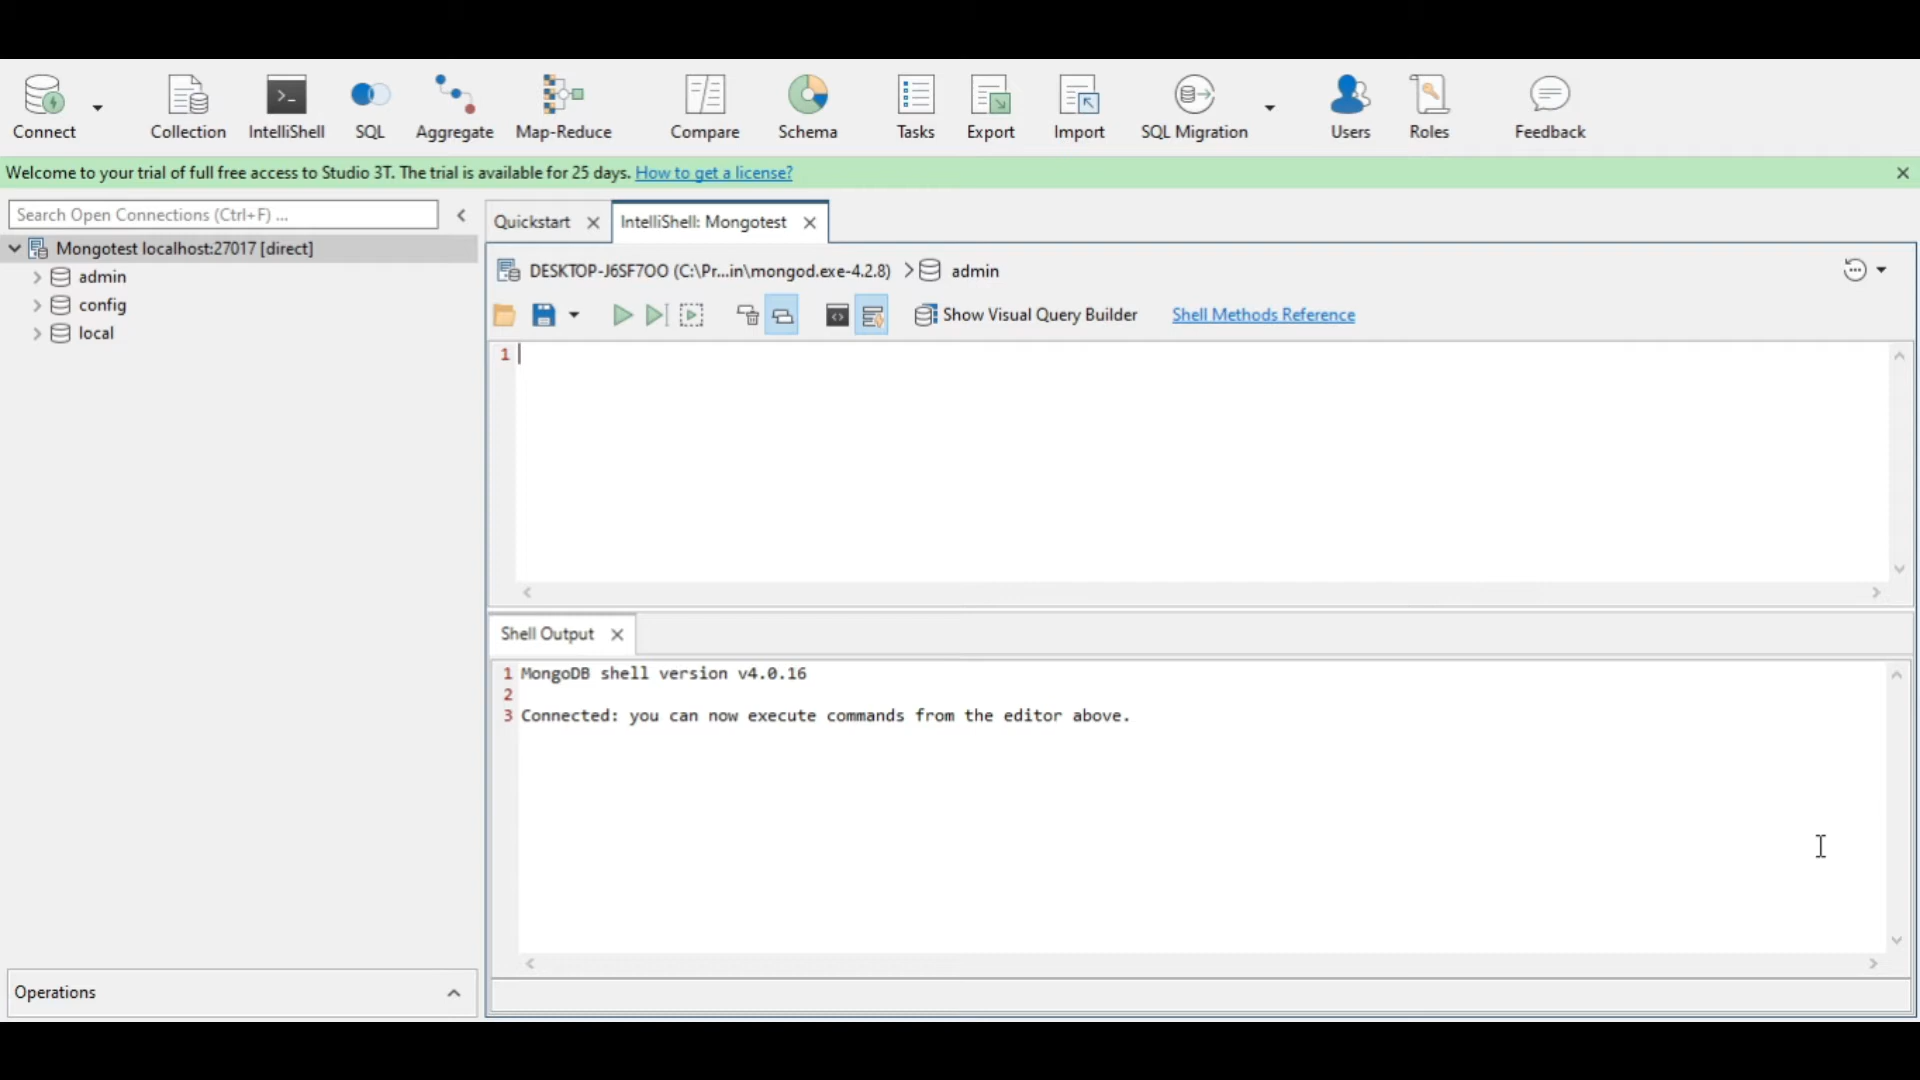 Connect
Collection
IntelliShell
SQL
Aggregate
Map-Reduce
Compare
Schema
Tasks
Export
Import
SQL Migration
Users
Roles
Feedback
Welcome to your trial of full free access to Studio 3T. The trial is available for 25 days. How to get a license?
Search Open Connections (Ctrl+F) ...
Mongotest localhost:27017 [direct]
admin
config
local
Operations
Quickstart
IntelliShell: Mongotest
DESKTOP-J6SF7OO (C:\Pr...in\mongod.exe-4.2.8)
admin
Show Visual Query Builder
Shell Methods Reference
1
Shell Output
1 MongoDB shell version v4.0.16
2
3 Connected: you can now execute commands from the editor above.